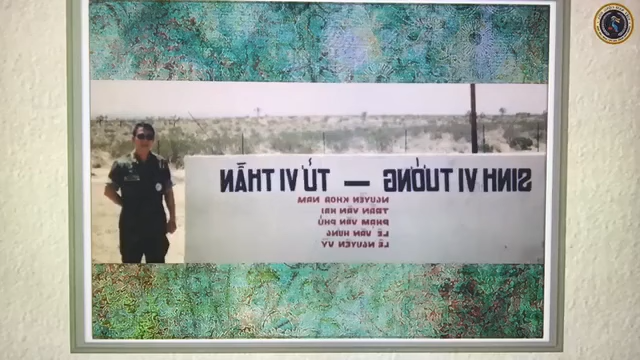 SINH VI TƯỚNG — TỬ VI THẦN
NGUYỄN KHOA NAM
TRẦN VĂN HAI
PHẠM VĂN PHÚ
LÊ VĂN HƯNG
LÊ NGUYÊN VỸ